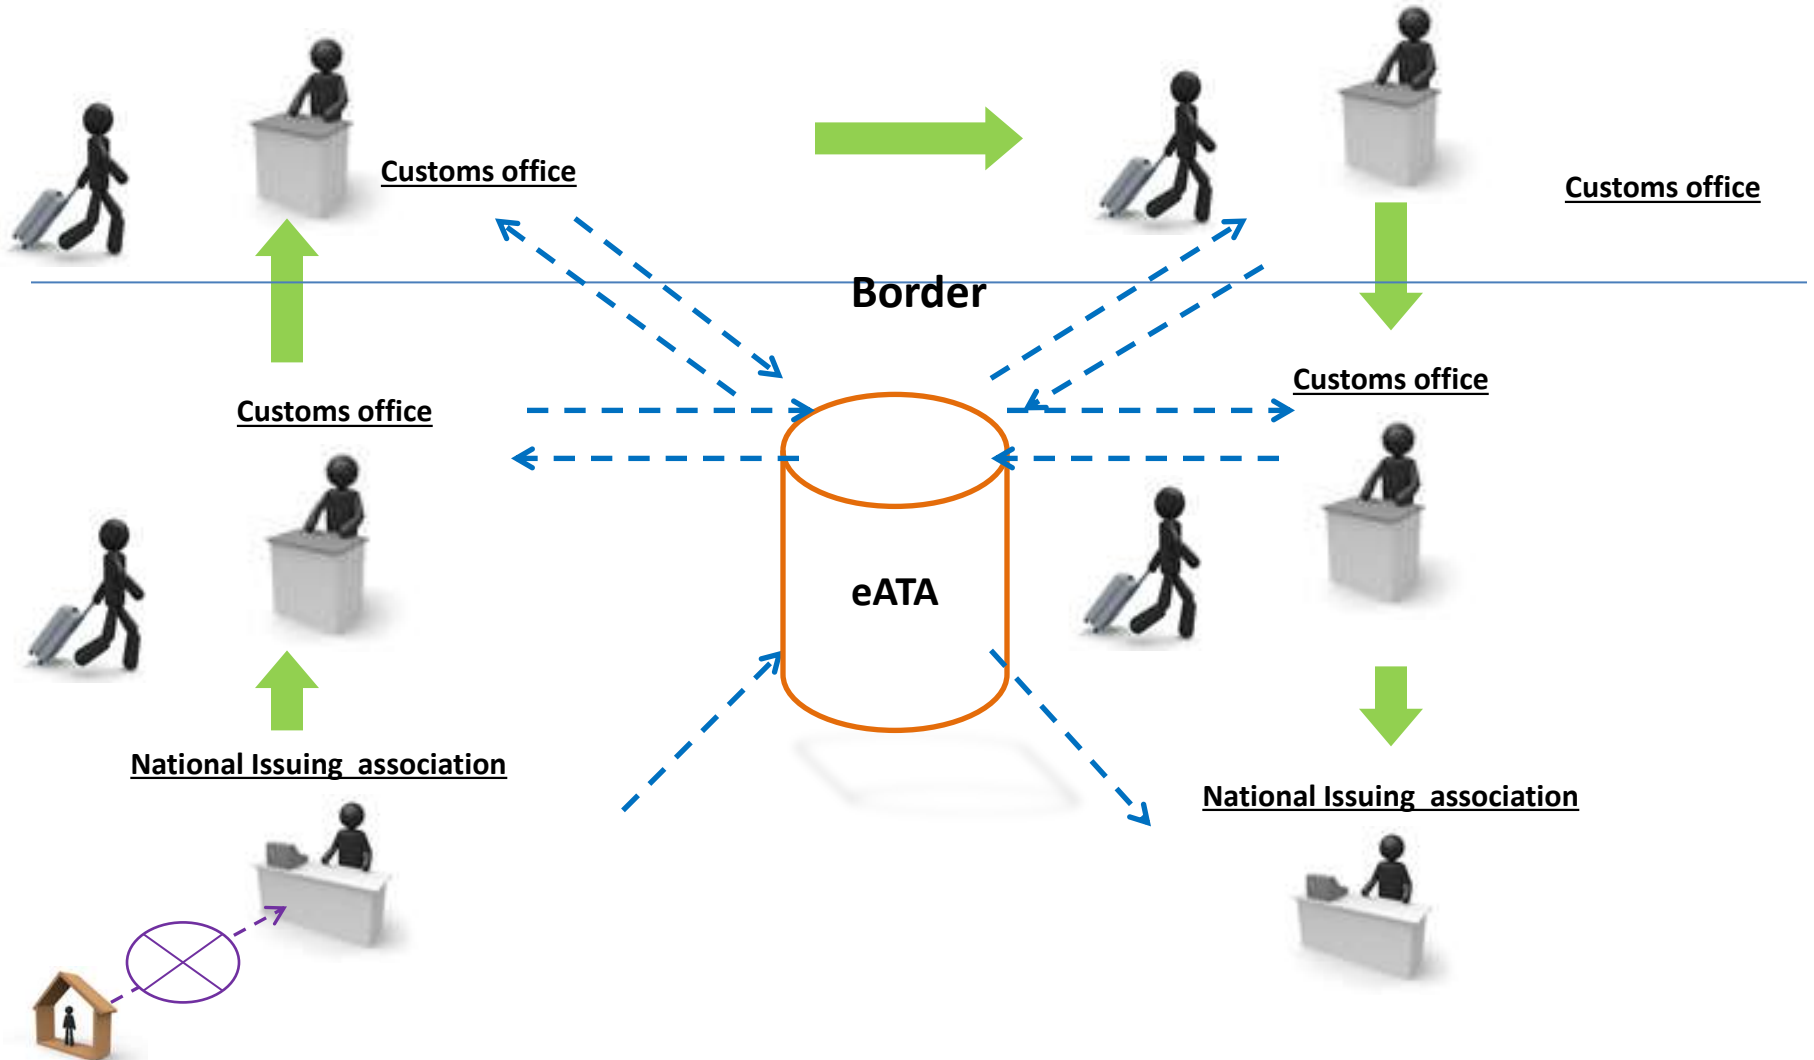 Customs office
Customs office
Border
Customs office
Customs office
eATA
National Issuing  association
National Issuing  association